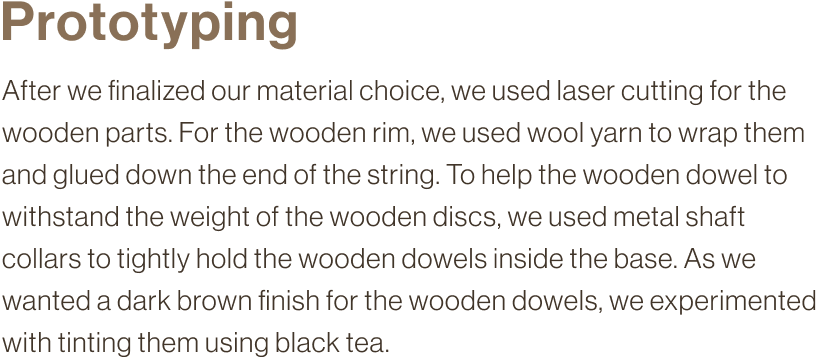 Prototyping
After we finalized our material choice, we used laser cutting for the
wooden parts. For the wooden rim, we used wool yarn to wrap them
and glued down the end of the string. To help the wooden dowel to
withstand the weight of the wooden discs, we used metal shaft
collars to tightly hold the wooden dowels inside the base. As we
wanted a dark brown finish for the wooden dowels, we experimented
with tinting them using black tea.